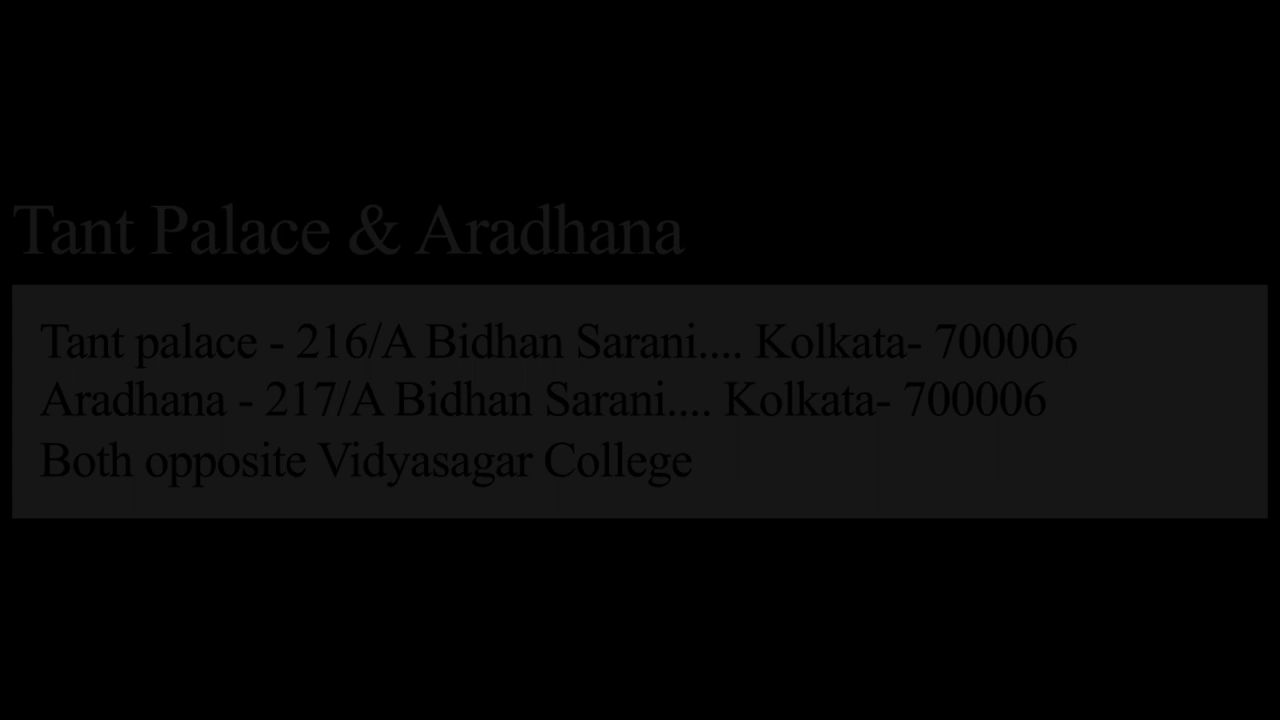 Tant Palace & Aradhana
Tant palace - 216/A Bidhan Sarani.... Kolkata- 700006
Aradhana - 217/A Bidhan Sarani.... Kolkata- 700006
Both opposite Vidyasagar College